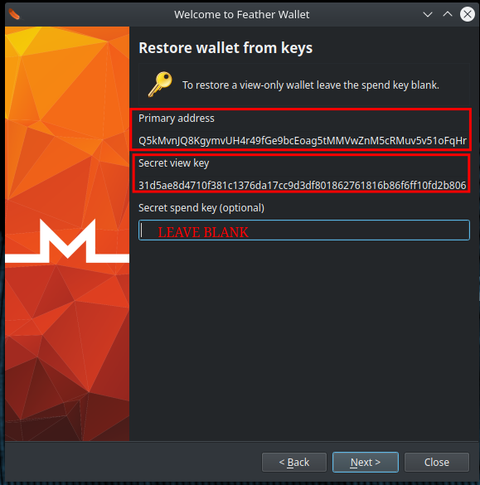 Welcome to Feather Wallet
Restore wallet from keys
To restore a view-only wallet leave the spend key blank.
Primary address
Q5kMvnJQ8KgymvUH4r49fGe9bcEoag5tMMVwZnM5cRMuv5v51oFqHr
Secret view key
31d5ae8d4710f381c1376da17cc9d3df801862761816b86f6ff10fd2b806
Secret spend key (optional)
LEAVE BLANK
< Back
Next >
Close